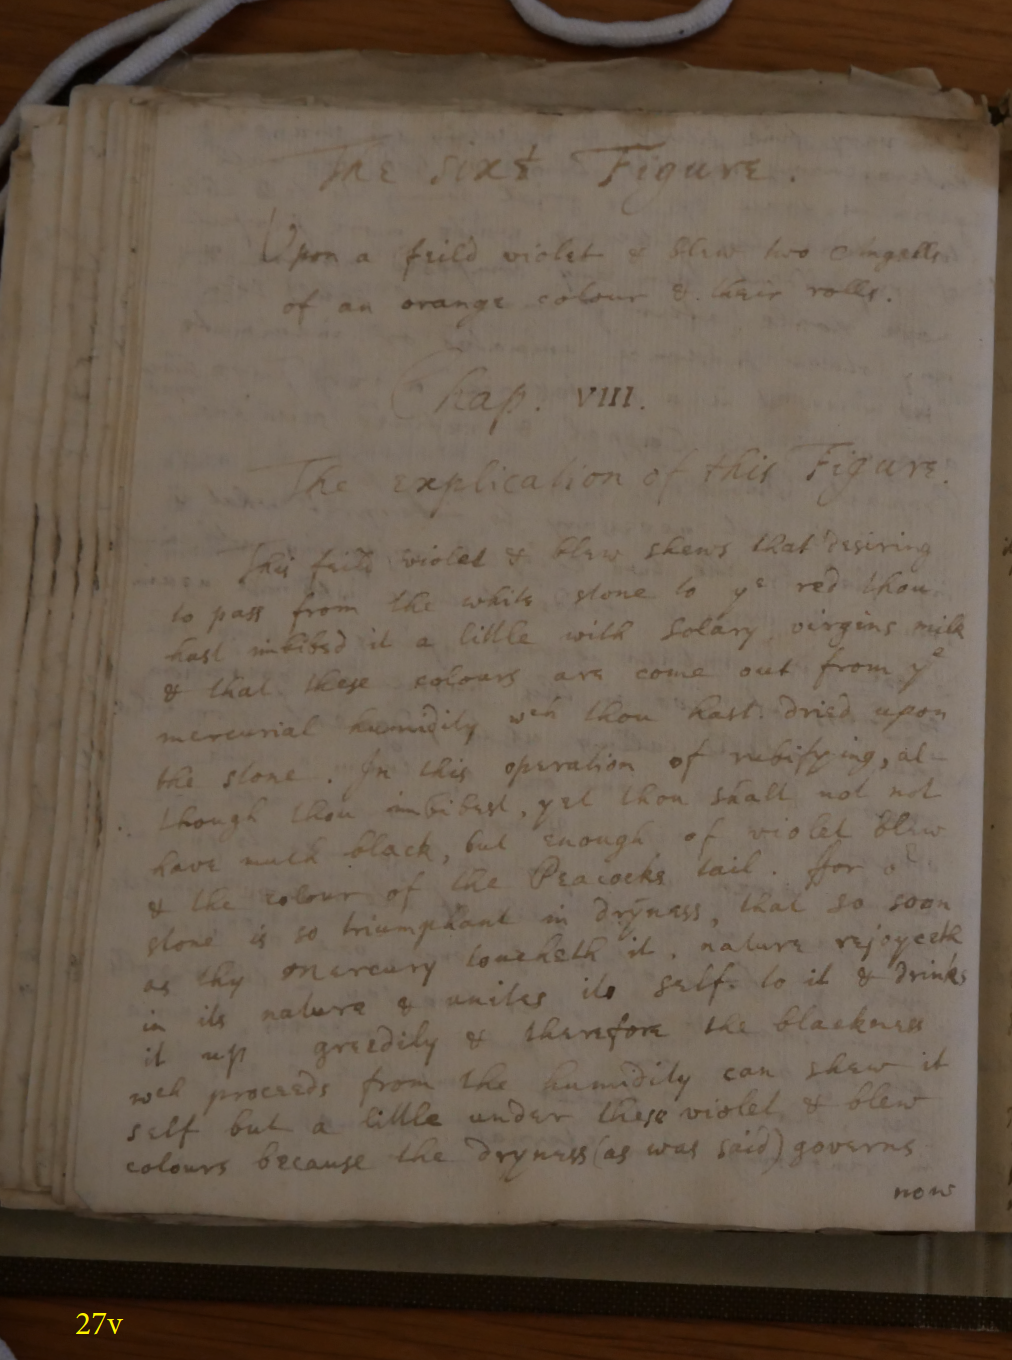 The sixt Figure.
Upon a feild violet & blew two Angells
of an orange colour & their rolls.
Chap. VIII.
The explication of this Figure.
This feild violet & blew shews that desiring
to pass from the white stone to yᵉ red thou
hast imbibed it a little with Solary virgins milk
& that these colours are come out from yᵉ
mercurial humidity wᶜʰ thou hast dried upon
the stone. In this operation of rubifying, al-
though thou imbibest, yet thou shalt not not
have much black, but enough of violet blew
& the colour of the Peacocks tail. ffor oʳ
stone is so triumphant in dryness, that so soon
as thy Mercury toucheth it, nature rejoyceth
in its nature & unites its self to it & drinks
it up greedily & therefore the blackness
wch proceeds from the humidity can shew it
self but a little under these violet & blew
colours because the dryness (as was said) governs
now
27v